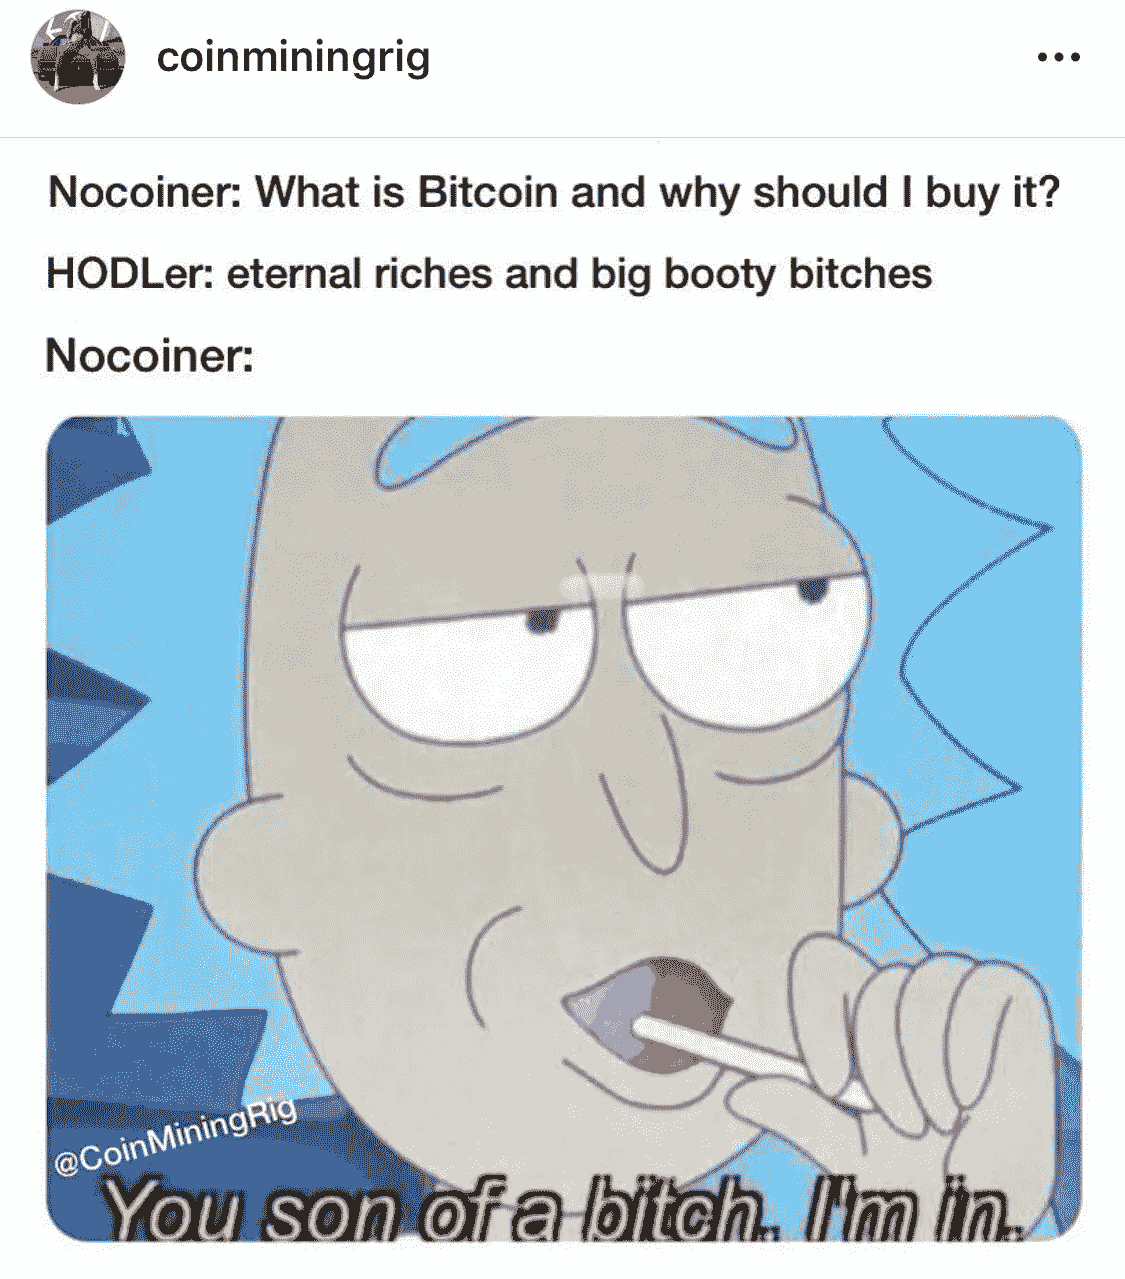 coinminingrig
Nocoiner: What is Bitcoin and why should I buy it?
HODLer: eternal riches and big booty bitches
Nocoiner:
@CoinMiningRig
You son of a bitch. I'm in.